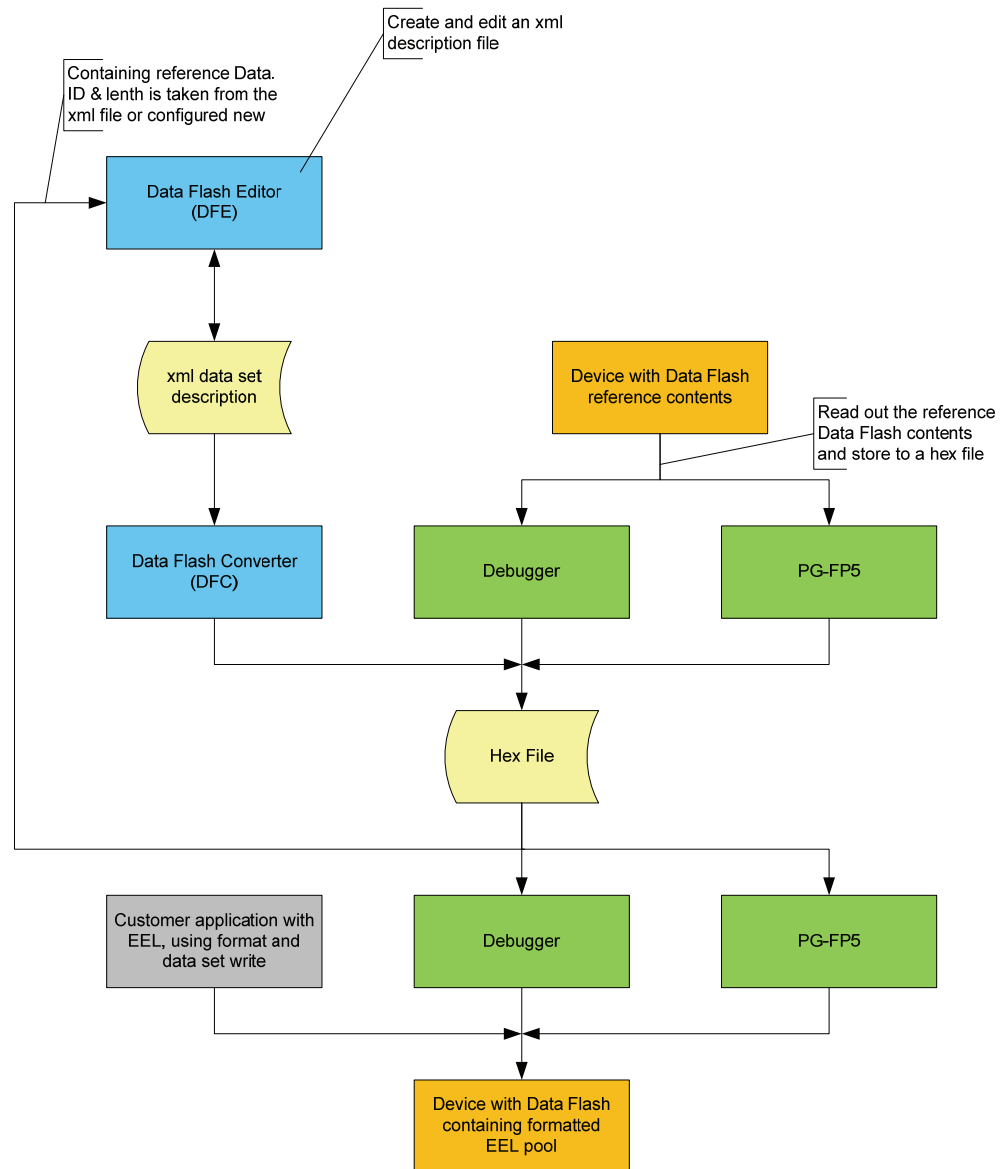 Create and edit an xml
description file
Containing reference Data.
ID & lenth is taken from the
xml file or configured new
Data Flash Editor
(DFE)
xml data set
description
Device with Data Flash
reference contents
Read out the reference
Data Flash contents
and store to a hex file
Data Flash Converter
(DFC)
Debugger
PG-FP5
Hex File
Customer application with
EEL, using format and
data set write
Debugger
PG-FP5
Device with Data Flash
containing formatted
EEL pool